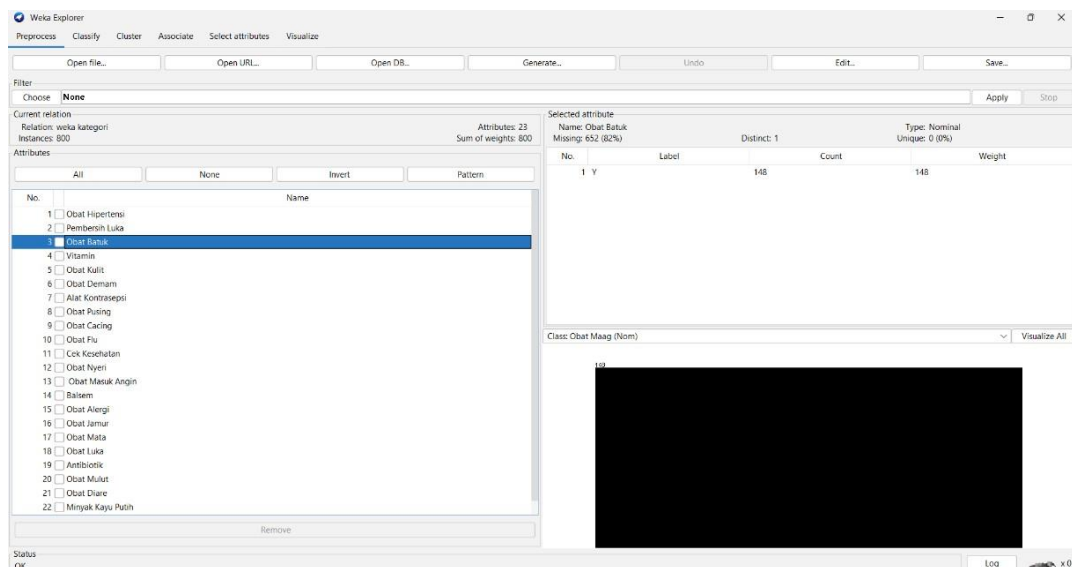 Weka Explorer
Preprocess Classify Cluster Associate Select attributes Visualize
Open file... Open URL... Open DB... Generate... Undo Edit... Save...
Filter
Choose None Apply Stop
Current relation
Relation: weka kategori Attributes: 23
Instances: 800 Sum of weights: 800
Attributes
All None Invert Pattern
No. Name
1 Obat Hipertensi
2 Pembersih Luka
3 Obat Batuk
4 Vitamin
5 Obat Kulit
6 Obat Demam
7 Alat Kontrasepsi
8 Obat Pusing
9 Obat Cacing
10 Obat Flu
11 Cek Kesehatan
12 Obat Nyeri
13 Obat Masuk Angin
14 Balsem
15 Obat Alergi
16 Obat Jamur
17 Obat Mata
18 Obat Luka
19 Antibiotik
20 Obat Mulut
21 Obat Diare
22 Minyak Kayu Putih
Remove
Selected attribute
Name: Obat Batuk Type: Nominal
Missing: 652 (82%) Distinct: 1 Unique: 0 (0%)
No. Label Count Weight
1 Y 148 148
Class: Obat Maag (Nom) Visualize All
Status
OK
Log x 0